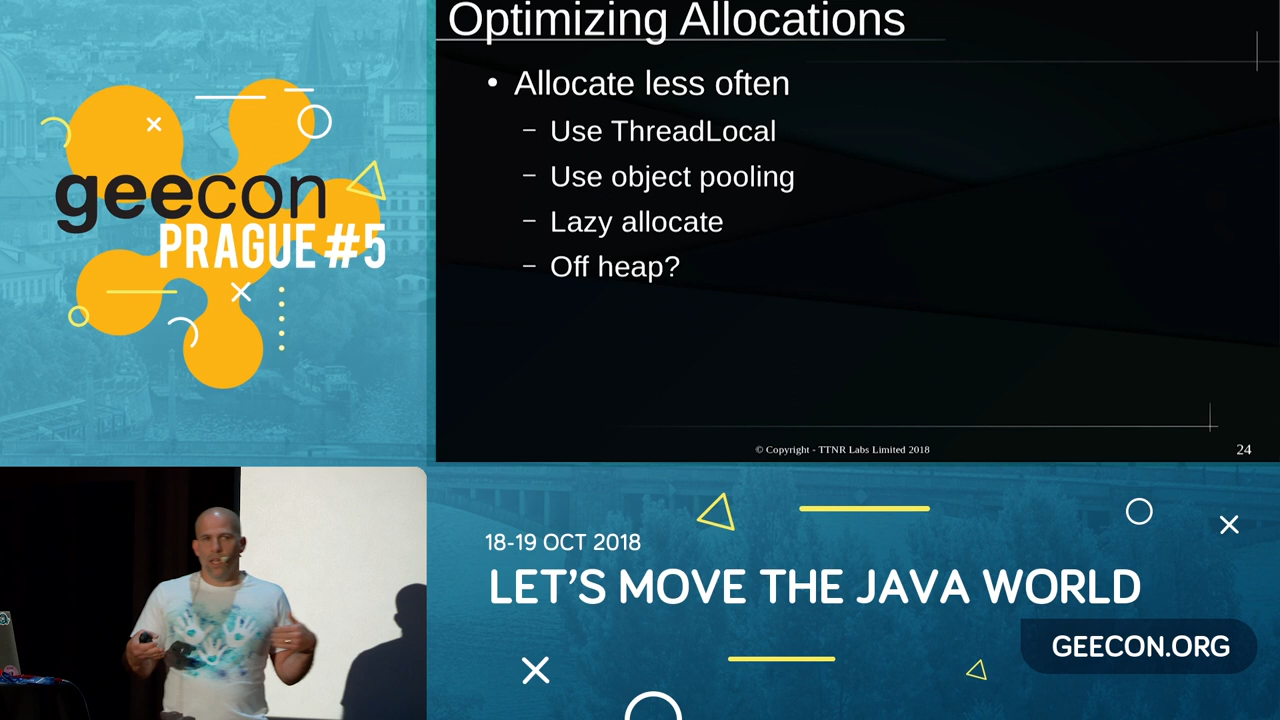 geecon
PRAGUE #5
Optimizing Allocations
• Allocate less often
– Use ThreadLocal
– Use object pooling
– Lazy allocate
– Off heap?
© Copyright - TTNR Labs Limited 2018
24
18-19 OCT 2018
LET'S MOVE THE JAVA WORLD
GEECON.ORG